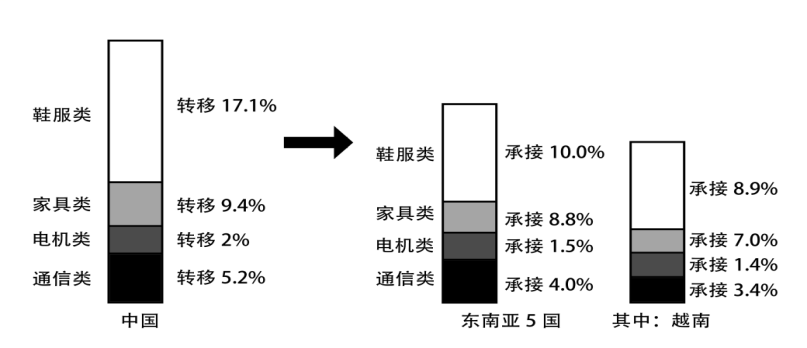 鞋服类 转移 17.1%
家具类 转移 9.4%
电机类 转移 2%
通信类 转移 5.2%
中国
鞋服类 承接 10.0%
家具类 承接 8.8%
电机类 承接 1.5%
通信类 承接 4.0%
东南亚 5 国
承接 8.9%
承接 7.0%
承接 1.4%
承接 3.4%
其中：越南